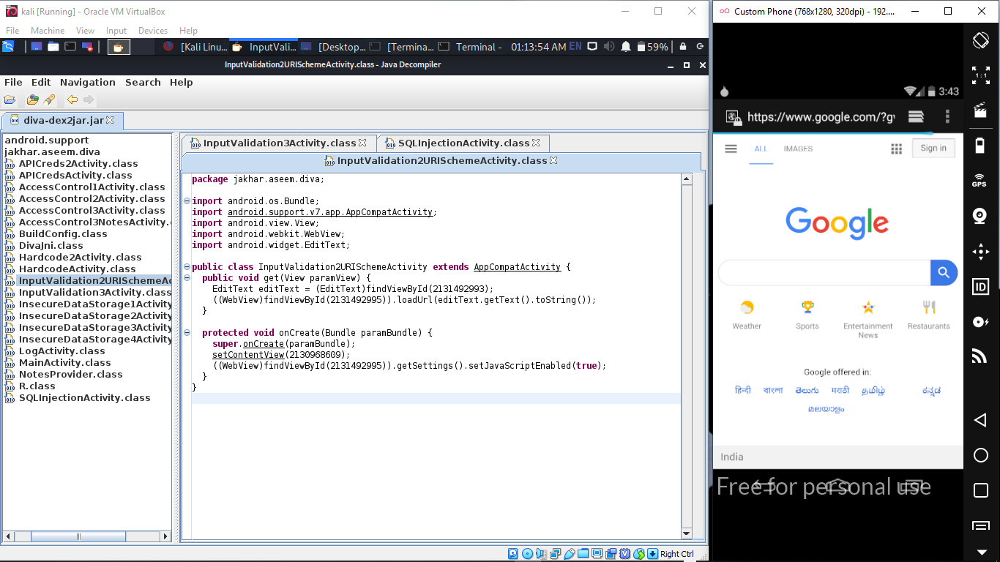 kali [Running] - Oracle VM VirtualBox
File Machine View Input Devices Help
[Kali Linu... InputVali... [Desktop... [Termina... Terminal - 01:13:54 AM EN 59%
InputValidation2URISchemeActivity.class - Java Decompiler
File Edit Navigation Search Help
diva-dex2jar.jar
android.support
jakhar.aseem.diva
APICreds2Activity.class
APICredsActivity.class
AccessControl1Activity.class
AccessControl2Activity.class
AccessControl3Activity.class
AccessControl3NotesActivity.
BuildConfig.class
DivaJni.class
Hardcode2Activity.class
HardcodeActivity.class
InputValidation2URISchemeAc
InputValidation3Activity.class
InsecureDataStorage1Activity
InsecureDataStorage2Activity
InsecureDataStorage3Activity
InsecureDataStorage4Activity
LogActivity.class
MainActivity.class
NotesProvider.class
R.class
SQLInjectionActivity.class
InputValidation3Activity.class SQLInjectionActivity.class
InputValidation2URISchemeActivity.class
package jakhar.aseem.diva;
import android.os.Bundle;
import android.support.v7.app.AppCompatActivity;
import android.view.View;
import android.webkit.WebView;
import android.widget.EditText;
public class InputValidation2URISchemeActivity extends AppCompatActivity {
public void get(View paramView) {
EditText editText = (EditText)findViewById(2131492993);
((WebView)findViewById(2131492995)).loadUrl(editText.getText().toString());
}
protected void onCreate(Bundle paramBundle) {
super.onCreate(paramBundle);
setContentView(2130968609);
((WebView)findViewById(2131492995)).getSettings().setJavaScriptEnabled(true);
}
}
Right Ctrl
Custom Phone (768x1280, 320dpi) - 192....
3:43
https://www.google.com/?gw
ALL IMAGES Sign in
Google
Weather Sports Entertainment News Restaurants
Google offered in:
हिन्दी বাংলা తెలుగు मराठी தமிழ் ಕನ್ನಡ
മലയാളം
India
Free for personal use
1:1
GPS
ID